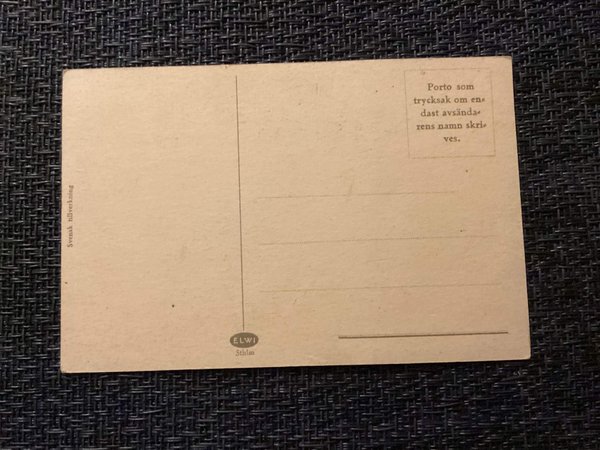 Porto som
trycksak om en=
dast avsända=
rens namn skri=
ves.
Svensk tillverkning
ELWI
Sthlm